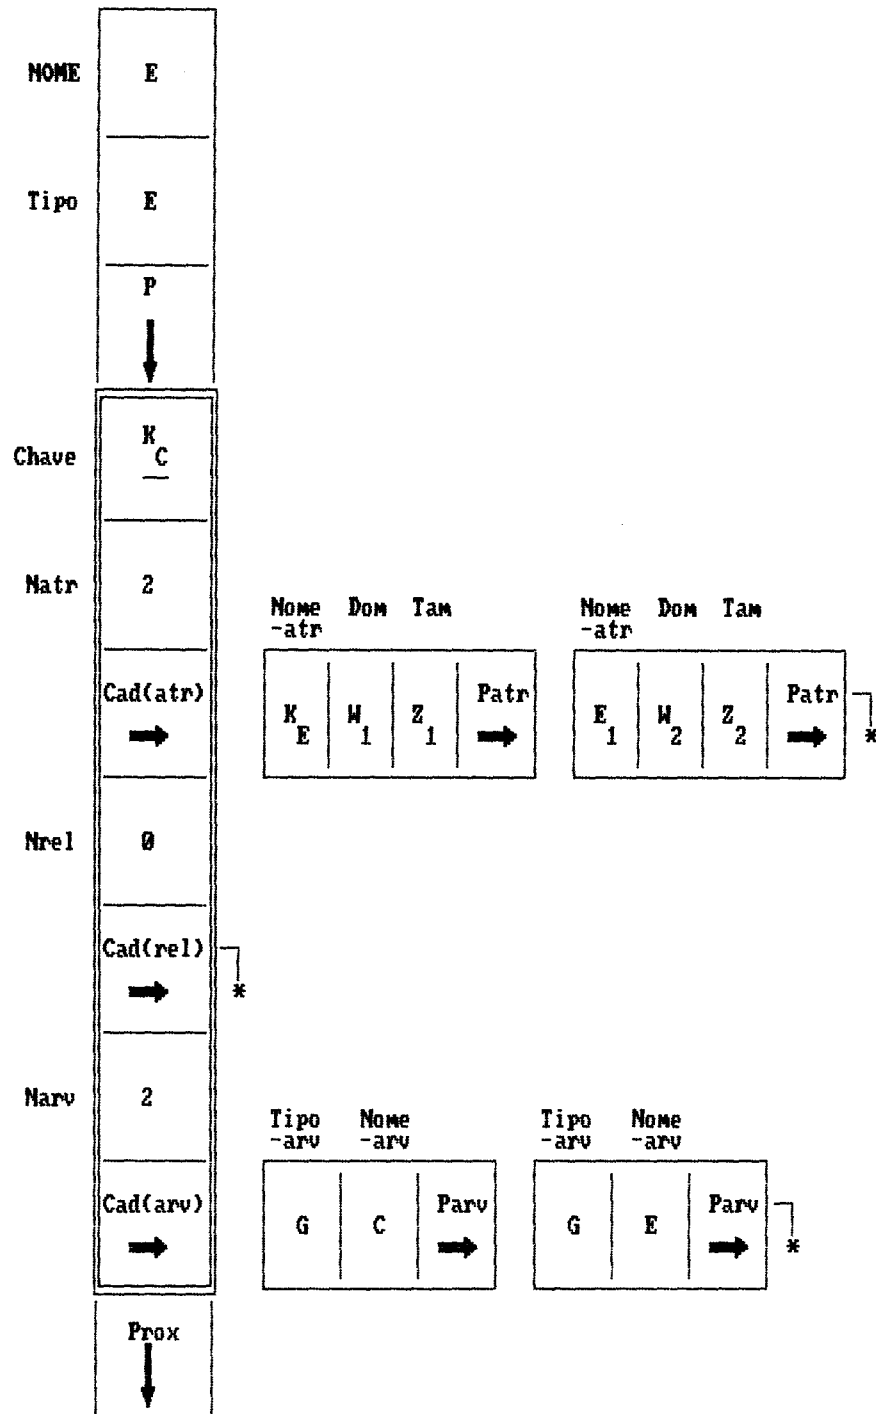 NOME E
Tipo E
P
Chave K C
Natr 2
Nome Dom Tam Nome Dom Tam
-atr -atr
Cad(atr) K E W 1 Z 1 Patr E 1 W 2 Z 2 Patr
*
Nrel 0
Cad(rel)
*
Narv 2
Tipo Nome Tipo Nome
-arv -arv -arv -arv
Cad(arv) G C Parv G E Parv
*
Prox